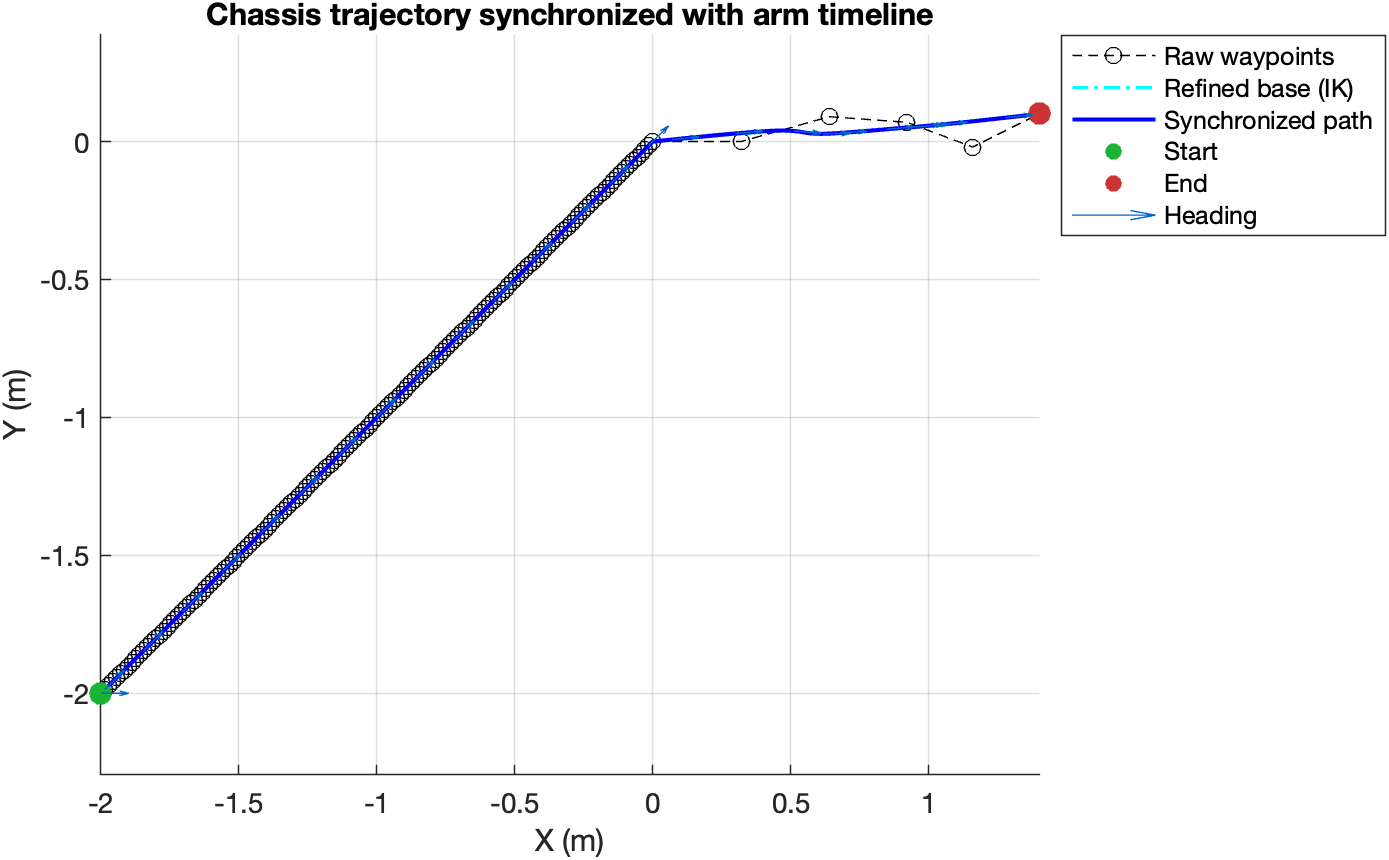 Chassis trajectory synchronized with arm timeline
Raw waypoints
Refined base (IK)
Synchronized path
Start
End
Heading
0
-0.5
-1
-1.5
-2
Y (m)
-2
-1.5
-1
-0.5
0
0.5
1
X (m)